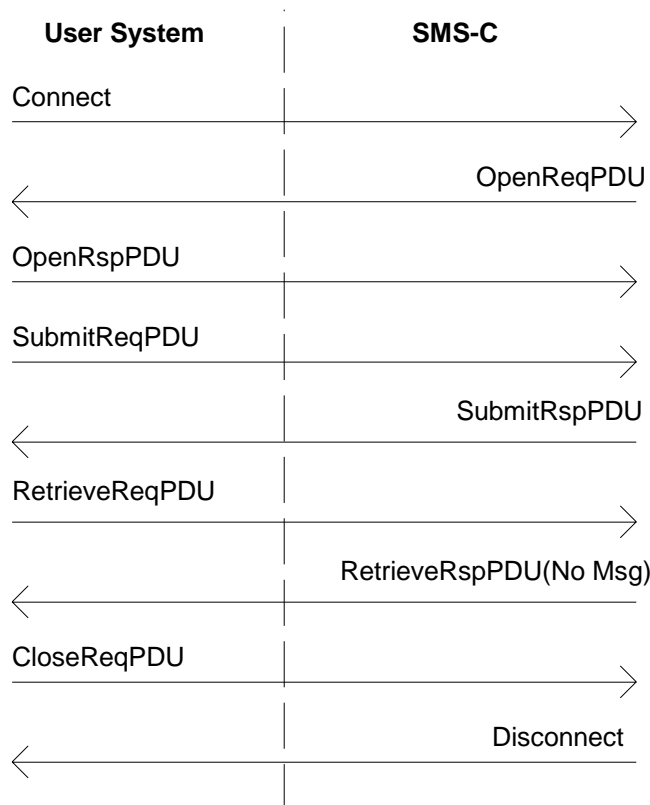 User System SMS-C
Connect
OpenReqPDU
OpenRspPDU
SubmitReqPDU
SubmitRspPDU
RetrieveReqPDU
RetrieveRspPDU(No Msg)
CloseReqPDU
Disconnect